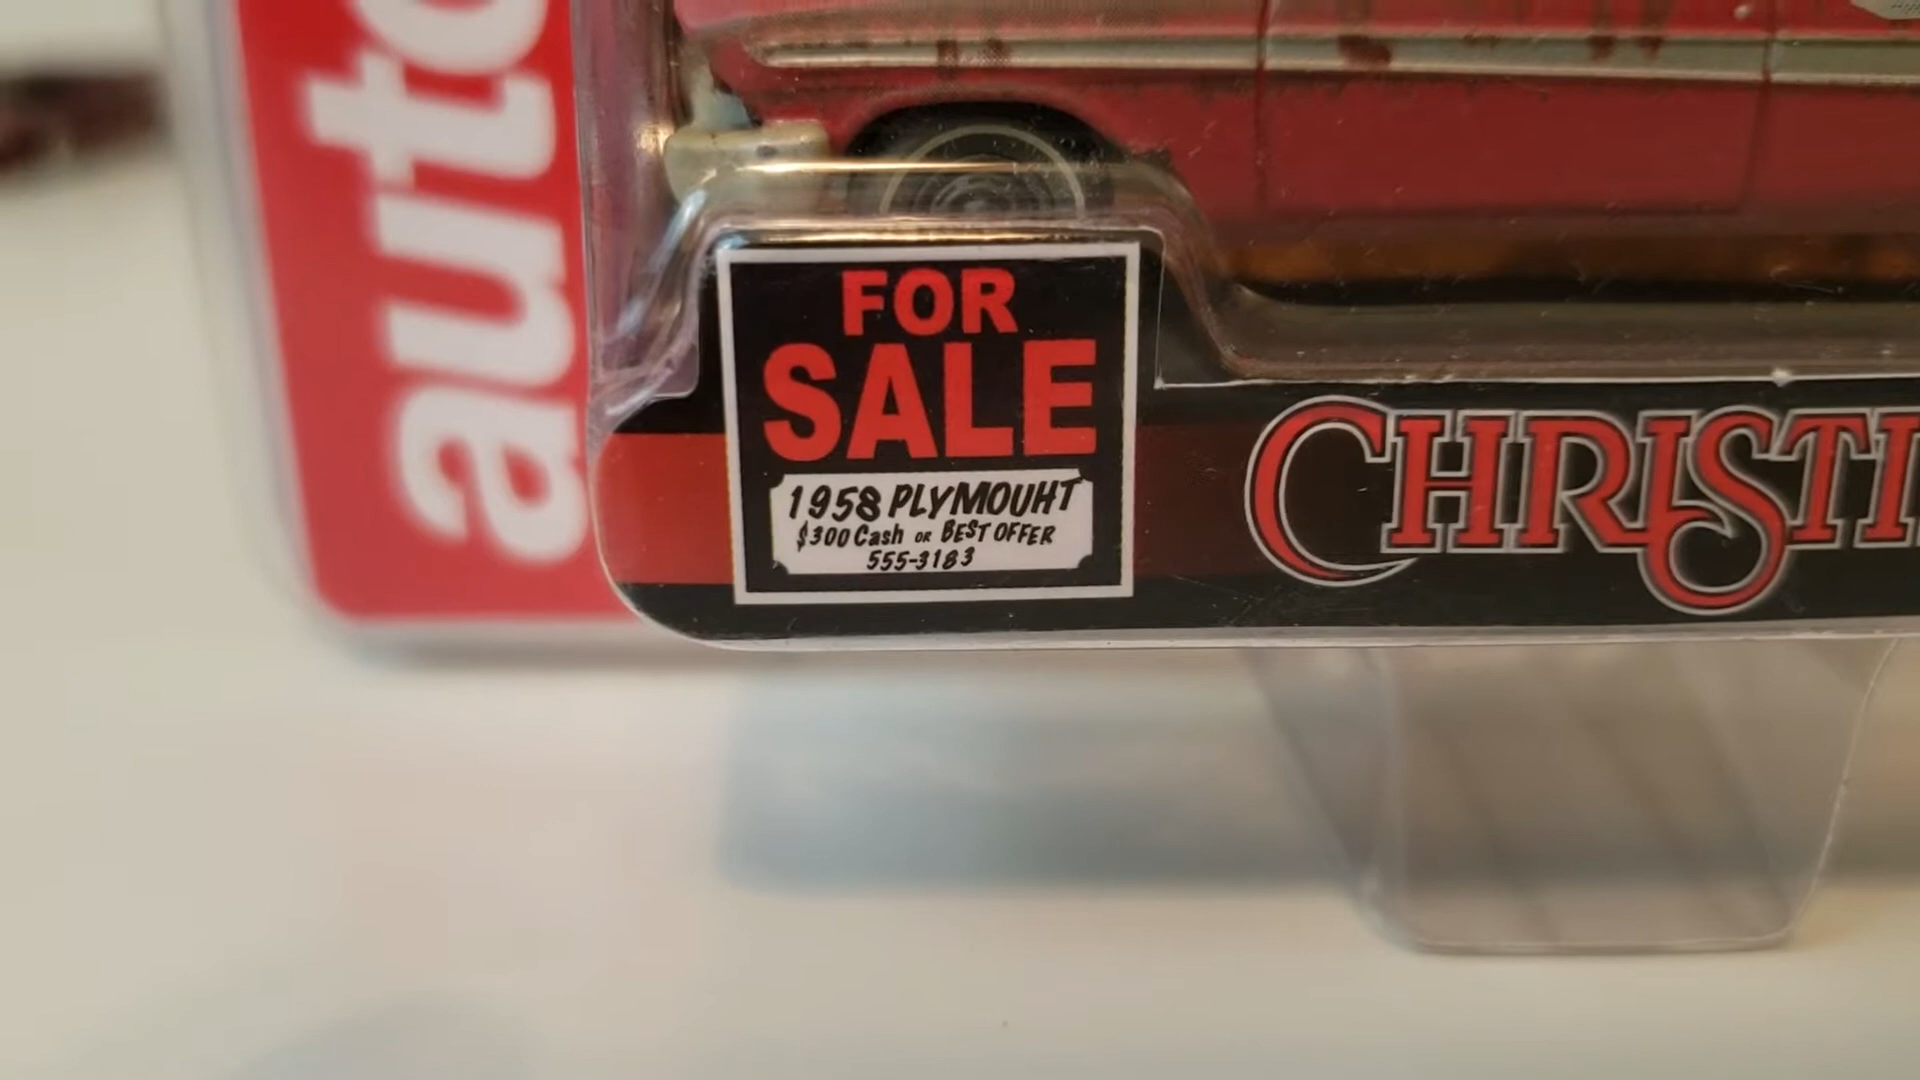 auto
FOR
SALE
1958 PLYMOUHT
$300 Cash OR BEST OFFER
555-3183
CHRISTI